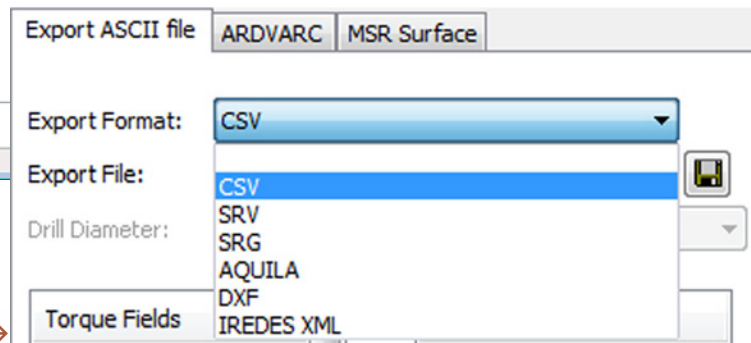 Export ASCII file ARDVARC MSR Surface
Export Format: CSV
Export File:
CSV
SRV
Drill Diameter:
SRG
AQUILA
DXF
Torque Fields
IREDES XML